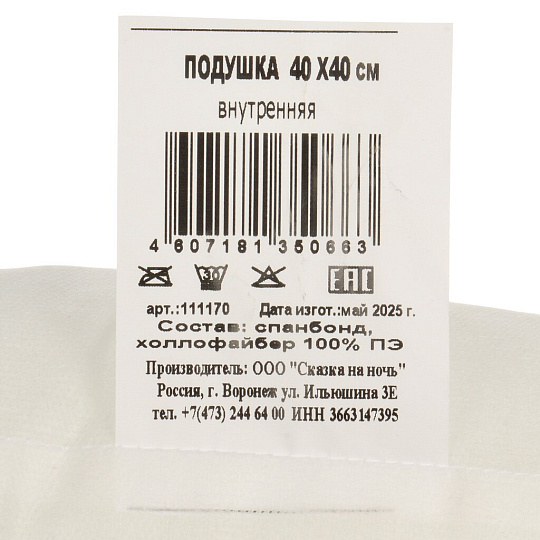 ПОДУШКА 40 X40 см
внутренняя
4 607181 350663
30
EAC
арт.:111170 Дата изгот.:май 2025 г.
Состав: спанбонд,
холлофайбер 100% ПЭ
Производитель: ООО "Сказка на ночь"
Россия, г. Воронеж ул. Ильюшина 3Е
тел. +7(473) 244 64 00 ИНН 3663147395